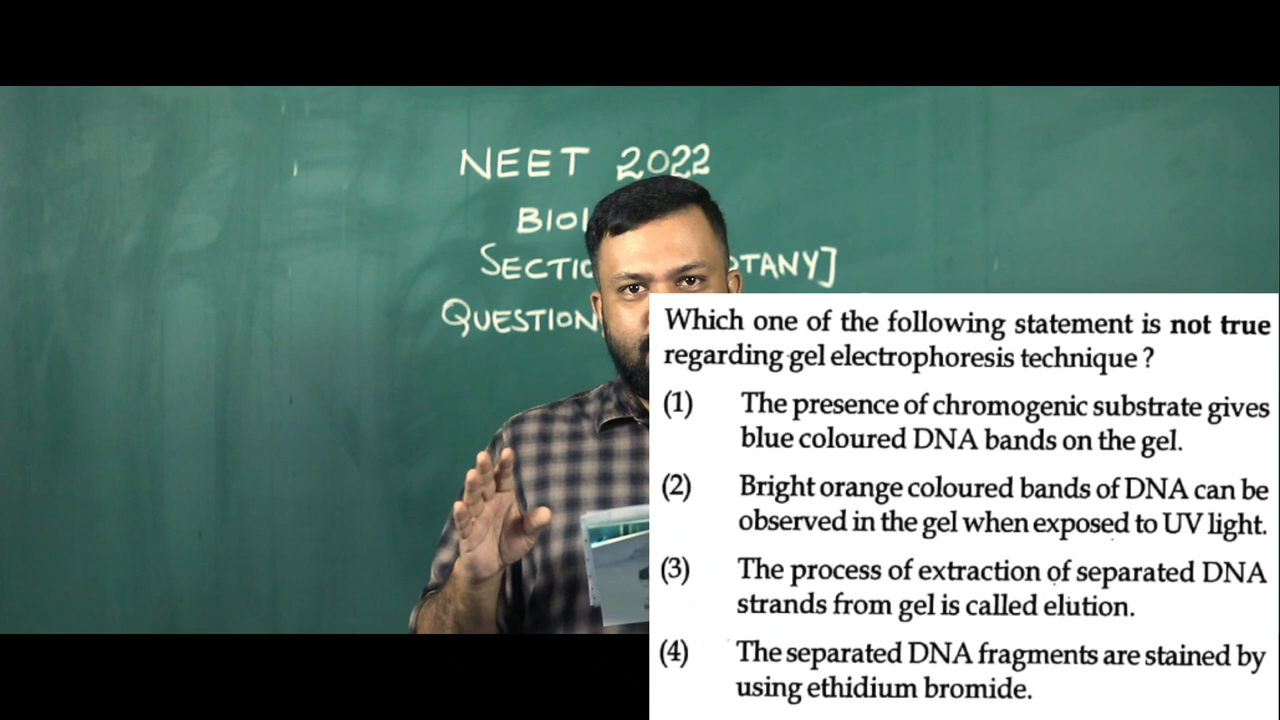 NEET 2022
SECTIO
QUESTION
Which one of the following statement is not true
regarding gel electrophoresis technique ?
(1) The presence of chromogenic substrate gives
blue coloured DNA bands on the gel.
(2) Bright orange coloured bands of DNA can be
observed in the gel when exposed to UV light.
(3) The process of extraction of separated DNA
strands from gel is called elution.
(4) The separated DNA fragments are stained by
using ethidium bromide.